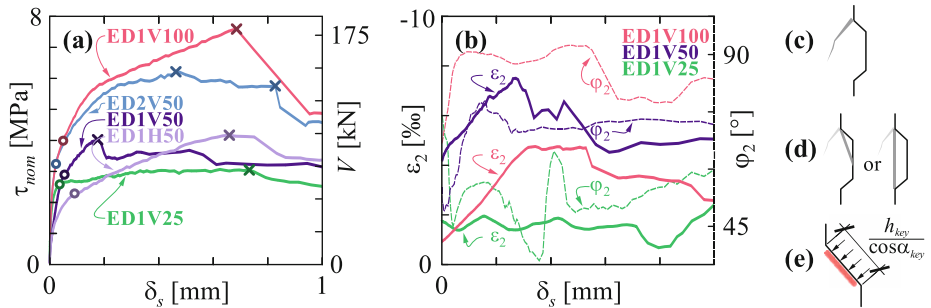 (a)
8
0
τnom [MPa]
ED1V100
ED2V50
ED1V50
ED1H50
ED1V25
175
0
V [kN]
0
1
δs [mm]
(b)
-10
0
ε2 [‰]
ED1V100
ED1V50
ED1V25
ε2
φ2
φ2
ε2
φ2
ε2
90
45
φ2 [°]
0
δs [mm]
(c)
(d)
or
(e)
hkey
cosαkey